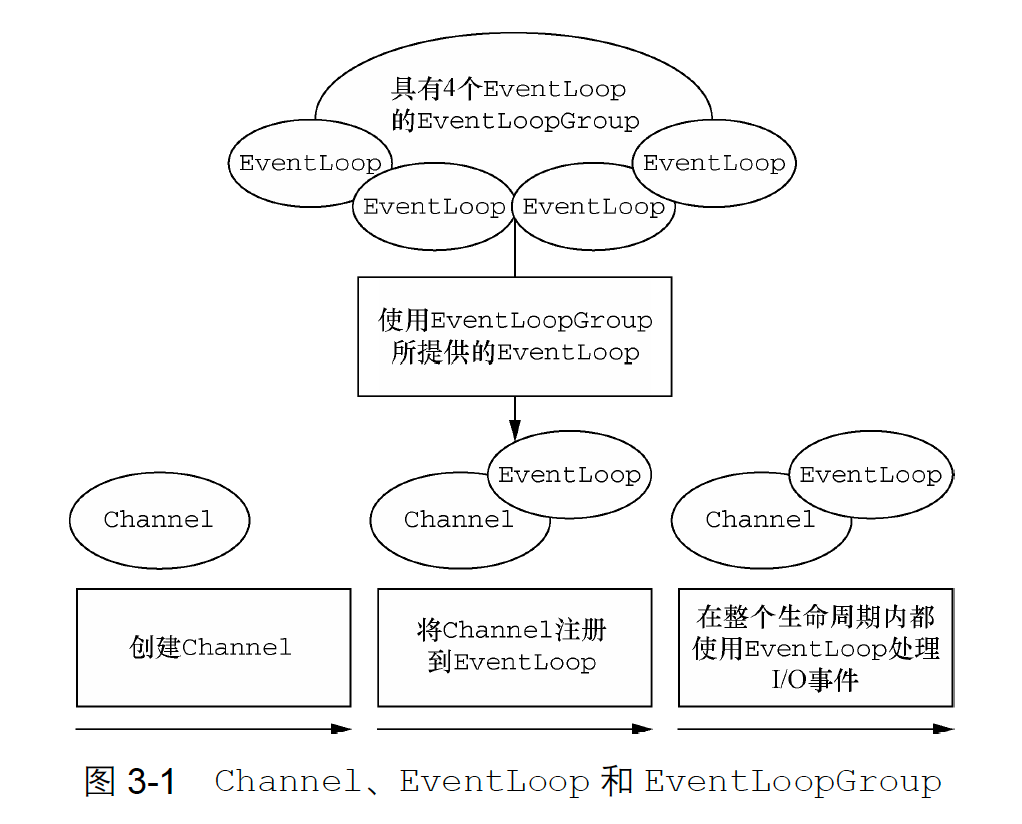 具有4个EventLoop
的EventLoopGroup
EventLoop
EventLoop
EventLoop
EventLoop
使用EventLoopGroup
所提供的EventLoop
Channel
Channel
EventLoop
Channel
EventLoop
创建Channel
将Channel注册
到EventLoop
在整个生命周期内都
使用EventLoop处理
I/O事件
图 3-1 Channel、EventLoop 和 EventLoopGroup